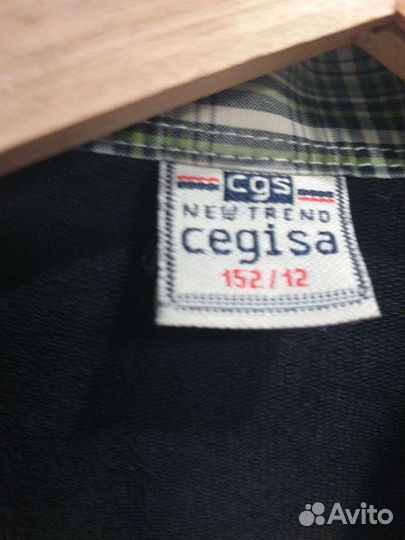 cgs
NEW TREND
cegisa
152/12
Avito